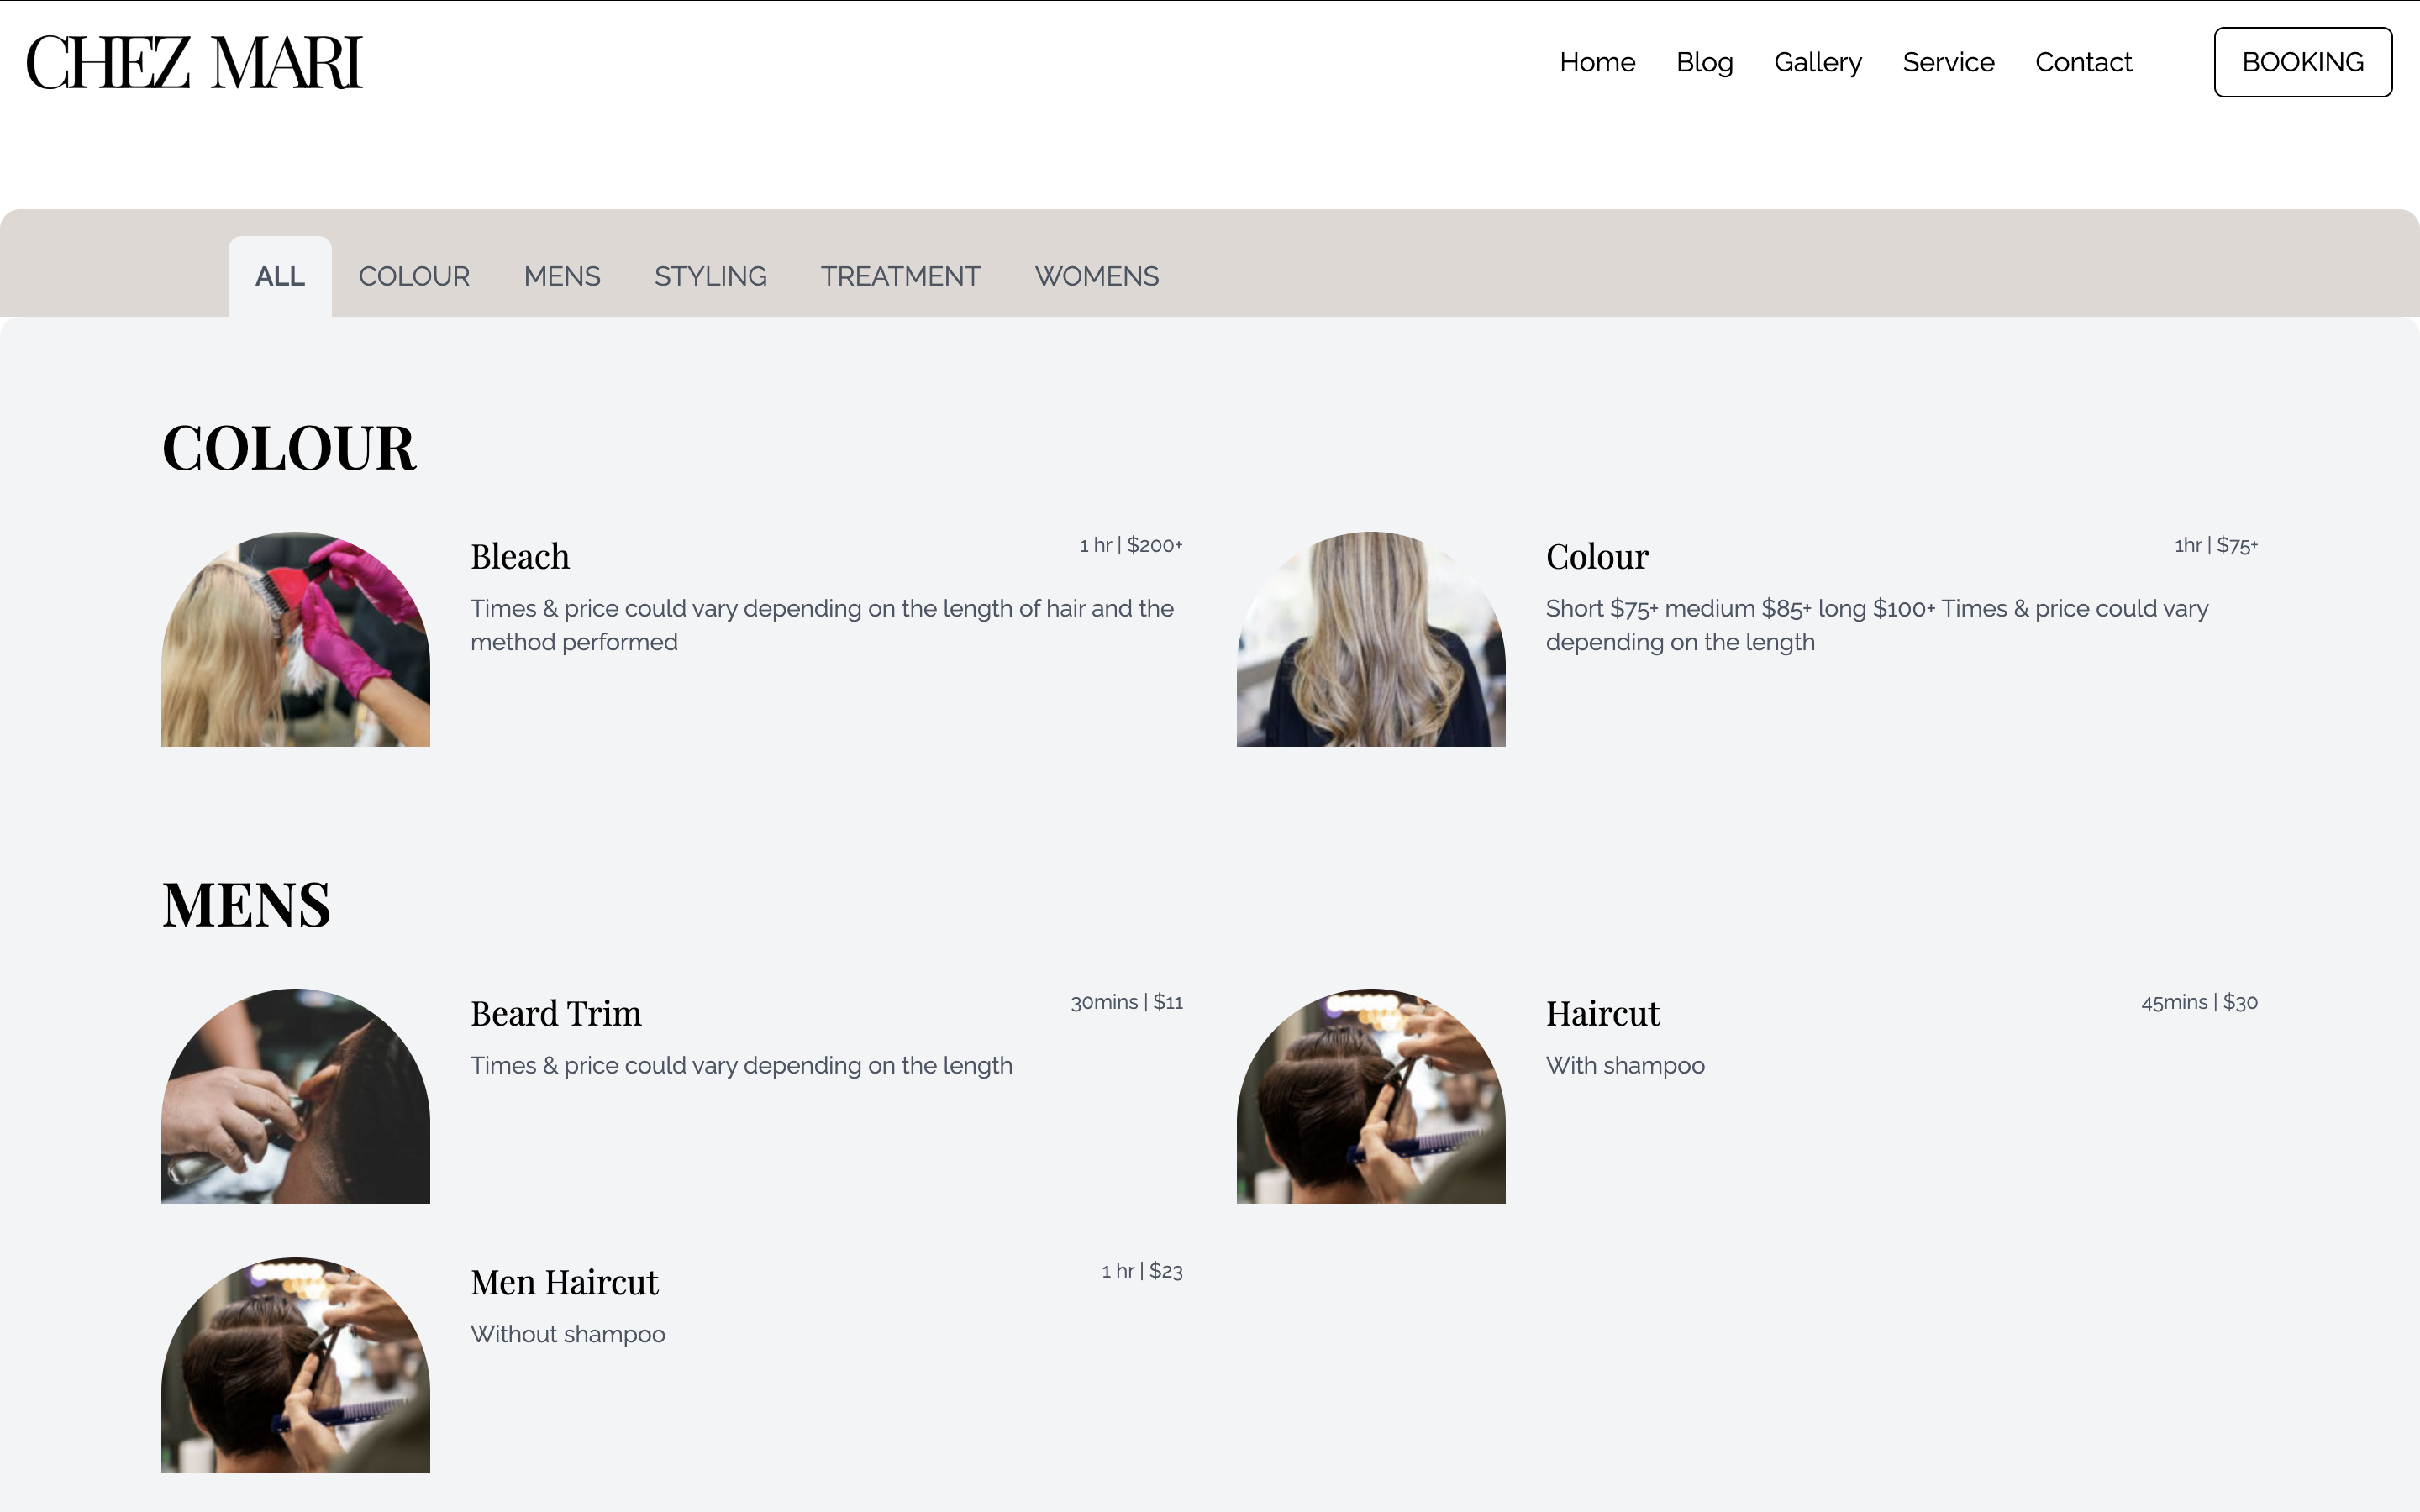 CHEZ MARI
Home Blog Gallery Service Contact BOOKING
ALL COLOUR MENS STYLING TREATMENT WOMENS
COLOUR
Bleach
1 hr | $200+
Times & price could vary depending on the length of hair and the
method performed
Colour
1hr | $75+
Short $75+ medium $85+ long $100+ Times & price could vary
depending on the length
MENS
Beard Trim
30mins | $11
Times & price could vary depending on the length
Haircut
45mins | $30
With shampoo
Men Haircut
1 hr | $23
Without shampoo